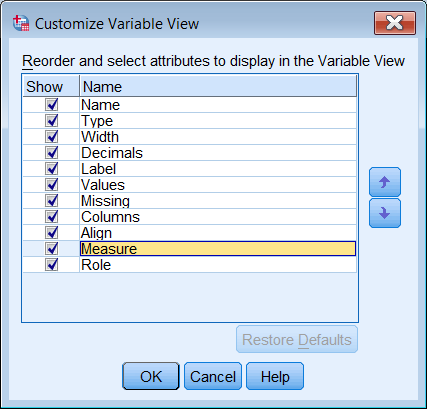 Customize Variable View
Reorder and select attributes to display in the Variable View
Show Name
Name
Type
Width
Decimals
Label
Values
Missing
Columns
Align
Measure
Role
Restore Defaults
OK Cancel Help